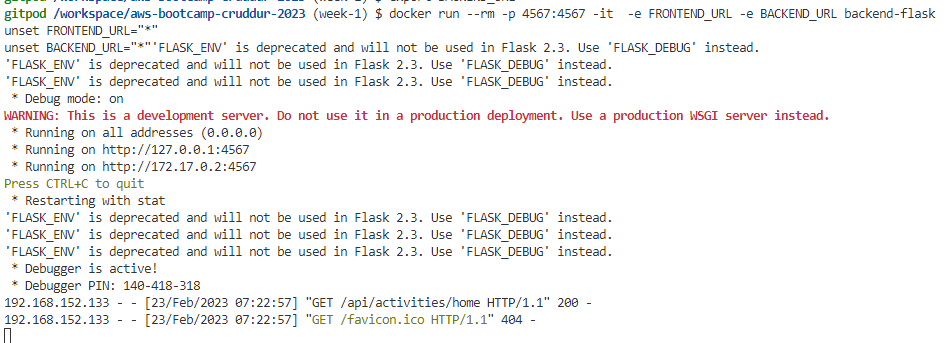 gitpod /workspace/aws-bootcamp-cruddur-2023 (week-1) $ docker run --rm -p 4567:4567 -it  -e FRONTEND_URL -e BACKEND_URL backend-flask
unset FRONTEND_URL="*"
unset BACKEND_URL="*"'FLASK_ENV' is deprecated and will not be used in Flask 2.3. Use 'FLASK_DEBUG' instead.
'FLASK_ENV' is deprecated and will not be used in Flask 2.3. Use 'FLASK_DEBUG' instead.
'FLASK_ENV' is deprecated and will not be used in Flask 2.3. Use 'FLASK_DEBUG' instead.
 * Debug mode: on
WARNING: This is a development server. Do not use it in a production deployment. Use a production WSGI server instead.
 * Running on all addresses (0.0.0.0)
 * Running on http://127.0.0.1:4567
 * Running on http://172.17.0.2:4567
Press CTRL+C to quit
 * Restarting with stat
'FLASK_ENV' is deprecated and will not be used in Flask 2.3. Use 'FLASK_DEBUG' instead.
'FLASK_ENV' is deprecated and will not be used in Flask 2.3. Use 'FLASK_DEBUG' instead.
'FLASK_ENV' is deprecated and will not be used in Flask 2.3. Use 'FLASK_DEBUG' instead.
 * Debugger is active!
 * Debugger PIN: 140-418-318
192.168.152.133 - - [23/Feb/2023 07:22:57] "GET /api/activities/home HTTP/1.1" 200 -
192.168.152.133 - - [23/Feb/2023 07:22:57] "GET /favicon.ico HTTP/1.1" 404 -